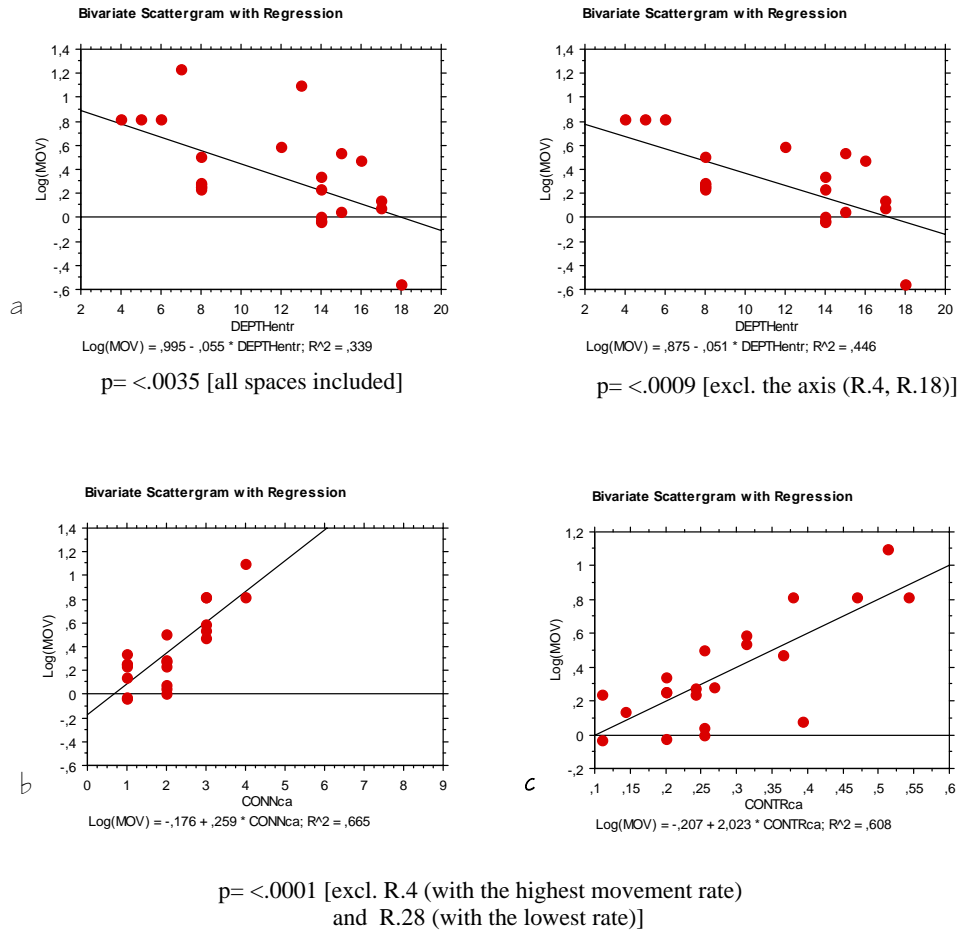 Bivariate Scattergram with Regression
1,4
1,2
1
,8
,6
,4
,2
0
-,2
-,4
-,6
Log(MOV)
2 4 6 8 10 12 14 16 18 20
DEPTHentr
Log(MOV) = ,995 - ,055 * DEPTHentr; R^2 = ,339
a
p= <.0035 [all spaces included]
Bivariate Scattergram with Regression
1,4
1,2
1
,8
,6
,4
,2
0
-,2
-,4
-,6
Log(MOV)
2 4 6 8 10 12 14 16 18 20
DEPTHentr
Log(MOV) = ,875 - ,051 * DEPTHentr; R^2 = ,446
p= <.0009 [excl. the axis (R.4, R.18)]
Bivariate Scattergram with Regression
1,4
1,2
1
,8
,6
,4
,2
0
-,2
-,4
-,6
Log(MOV)
0 1 2 3 4 5 6 7 8 9
CONNca
Log(MOV) = -,176 + ,259 * CONNca; R^2 = ,665
b
Bivariate Scattergram with Regression
1,2
1
,8
,6
,4
,2
0
-,2
Log(MOV)
,1 ,15 ,2 ,25 ,3 ,35 ,4 ,45 ,5 ,55 ,6
CONTRca
Log(MOV) = -,207 + 2,023 * CONTRca; R^2 = ,608
c
p= <.0001 [excl. R.4 (with the highest movement rate)
and R.28 (with the lowest rate)]